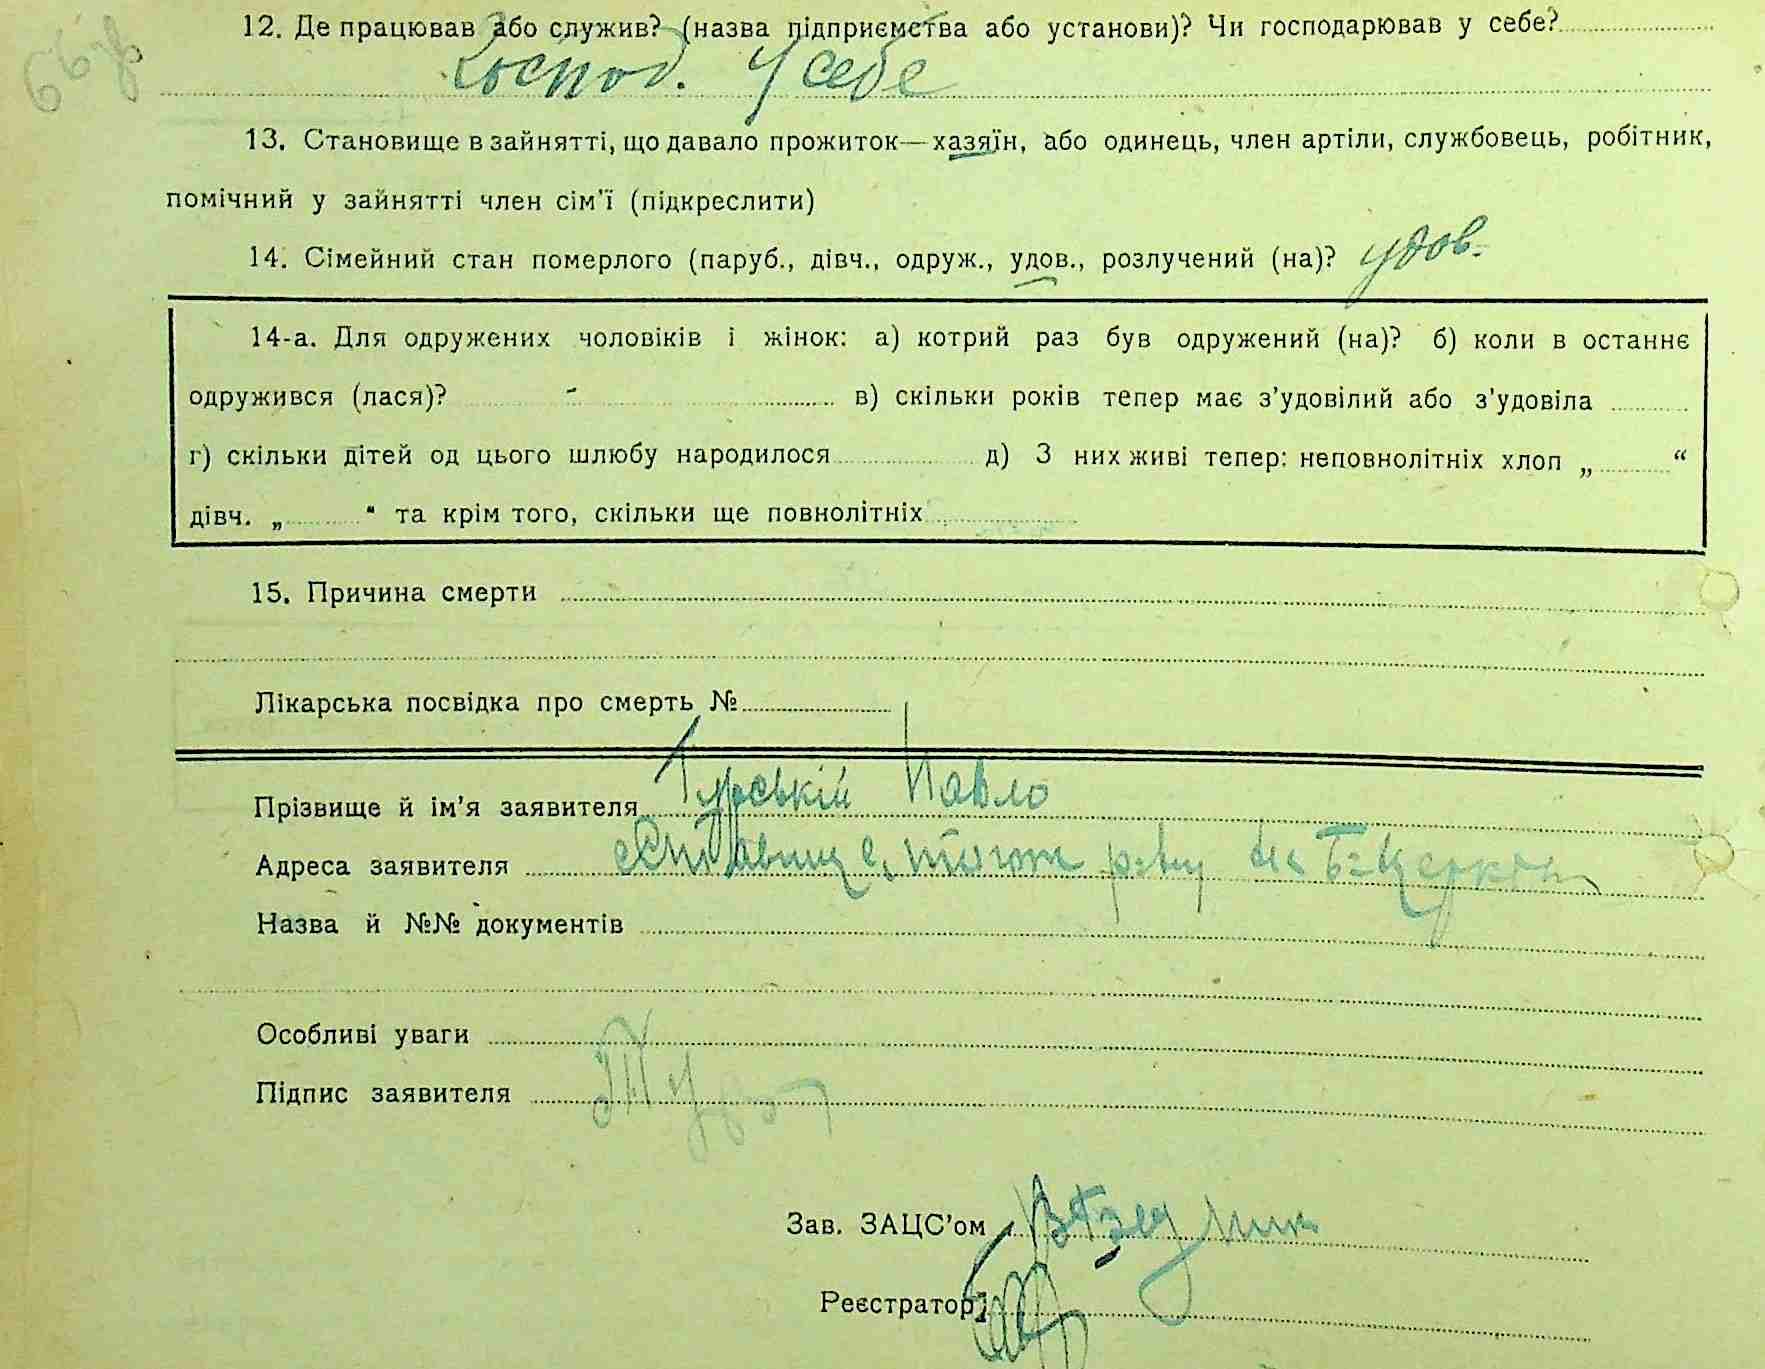 12. Де працював або служив? (назва підприємства або установи)? Чи господарював у себе?
Господ. у себе
13. Становище в зайнятті, що давало прожиток—хазяїн, або одинець, член артіли, службовець, робітник,
помічний у зайнятті член сім'ї (підкреслити)
14. Сімейний стан померлого (паруб., дівч., одруж., удов., розлучений (на)? удов.
14-а. Для одружених чоловіків і жінок: а) котрий раз був одружений (на)? б) коли в останнє
одружився (лася)? - в) скільки років тепер має з'удовілий або з'удовіла
г) скільки дітей од цього шлюбу народилося д) З них живі тепер: неповнолітніх хлоп „ “
дівч. „ “ та крім того, скільки ще повнолітніх
15. Причина смерти
Лікарська посвідка про смерть №
Прізвище й ім'я заявителя Гурській Павло
Адреса заявителя
Назва й №№ документів
Особливі уваги
Підпис заявителя
Зав. ЗАЦС'ом
Реєстратор